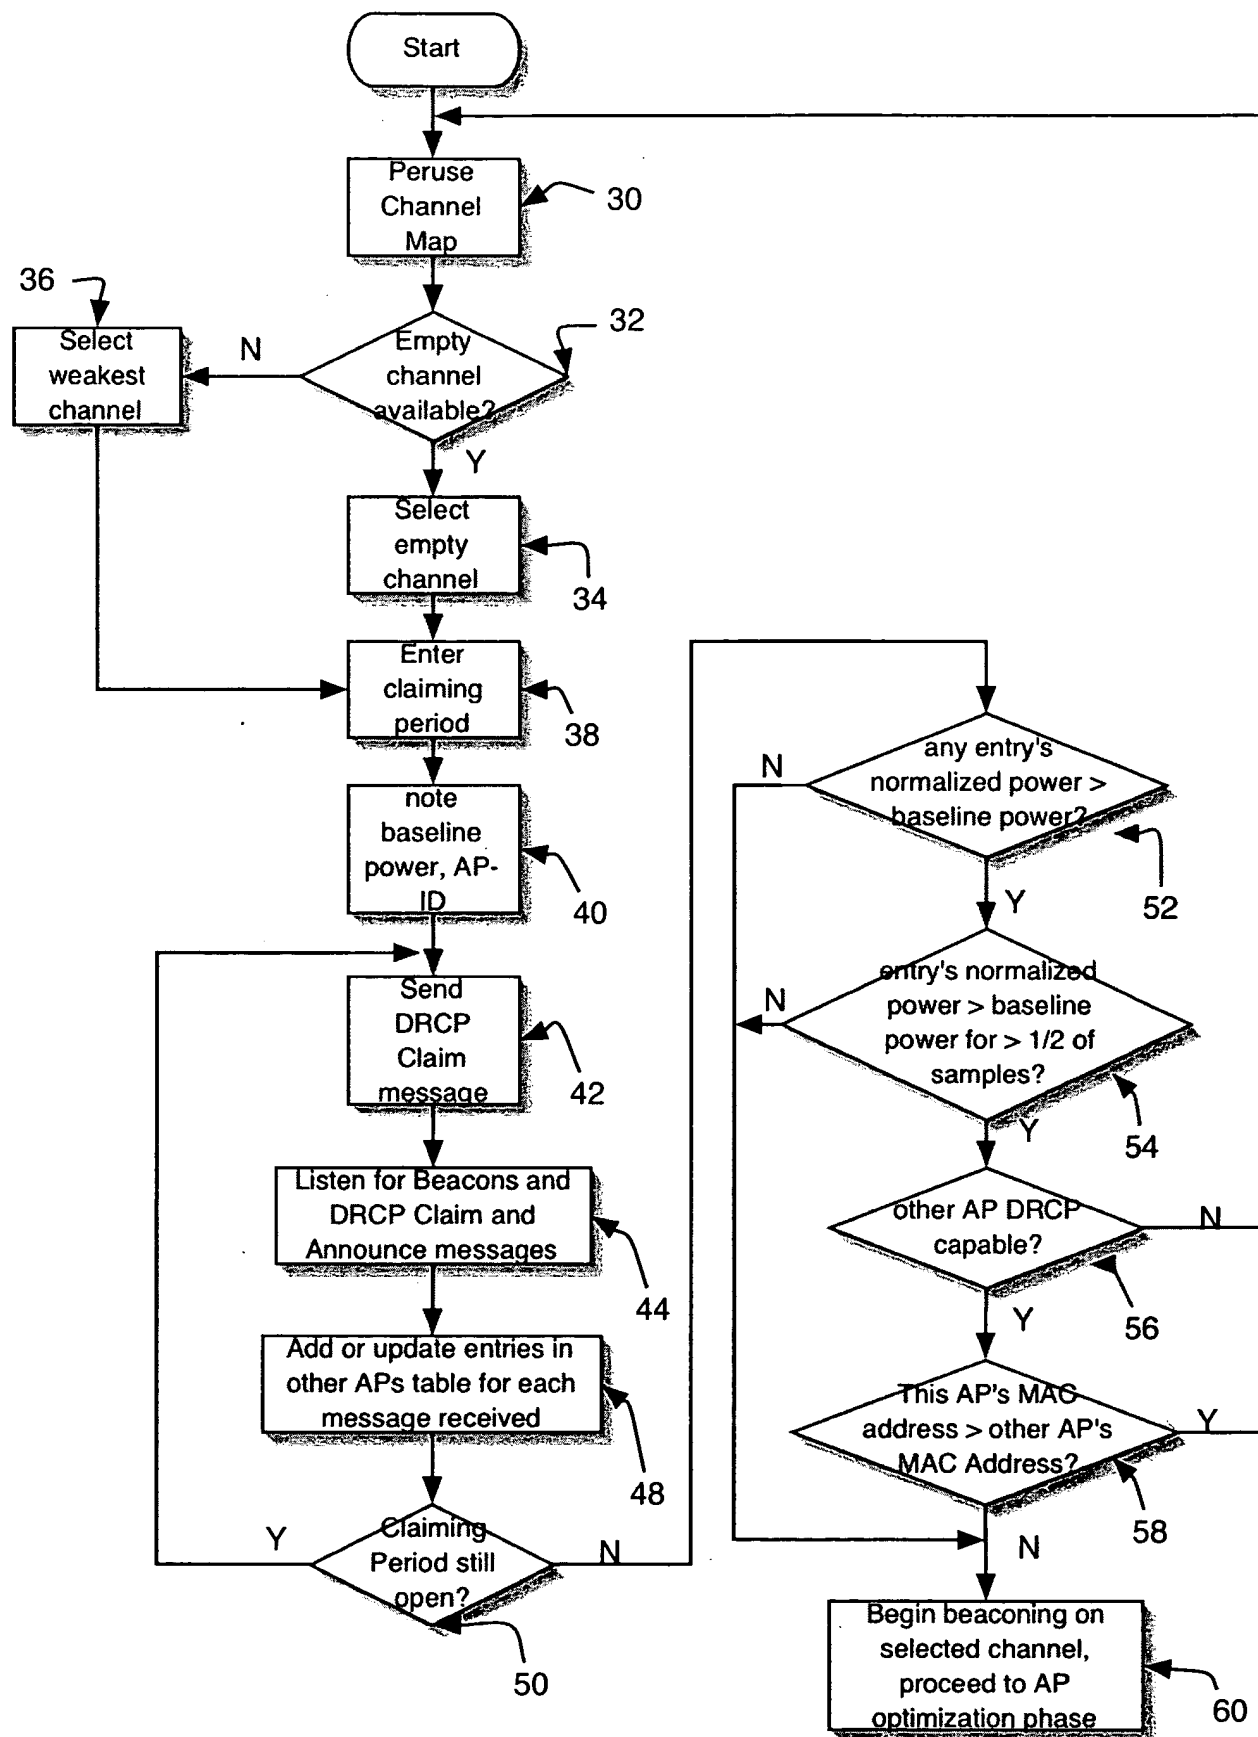 Start
Peruse
Channel
Map
30
36
32
Select
weakest
channel
N
Empty
channel
available?
Y
Select
empty
channel
34
Enter
claiming
period
38
note
baseline
power, AP-
ID
40
Send
DRCP
Claim
message
42
Listen for Beacons and
DRCP Claim and
Announce messages
44
Add or update entries in
other APs table for each
message received
48
Y
Claiming
Period still
open?
N
50
N
any entry's
normalized power >
baseline power?
52
Y
N
entry's normalized
power > baseline
power for > 1/2 of
samples?
54
Y
other AP DRCP
capable?
N
56
Y
This AP's MAC
address > other AP's
MAC Address?
Y
58
N
Begin beaconing on
selected channel,
proceed to AP
optimization phase
60